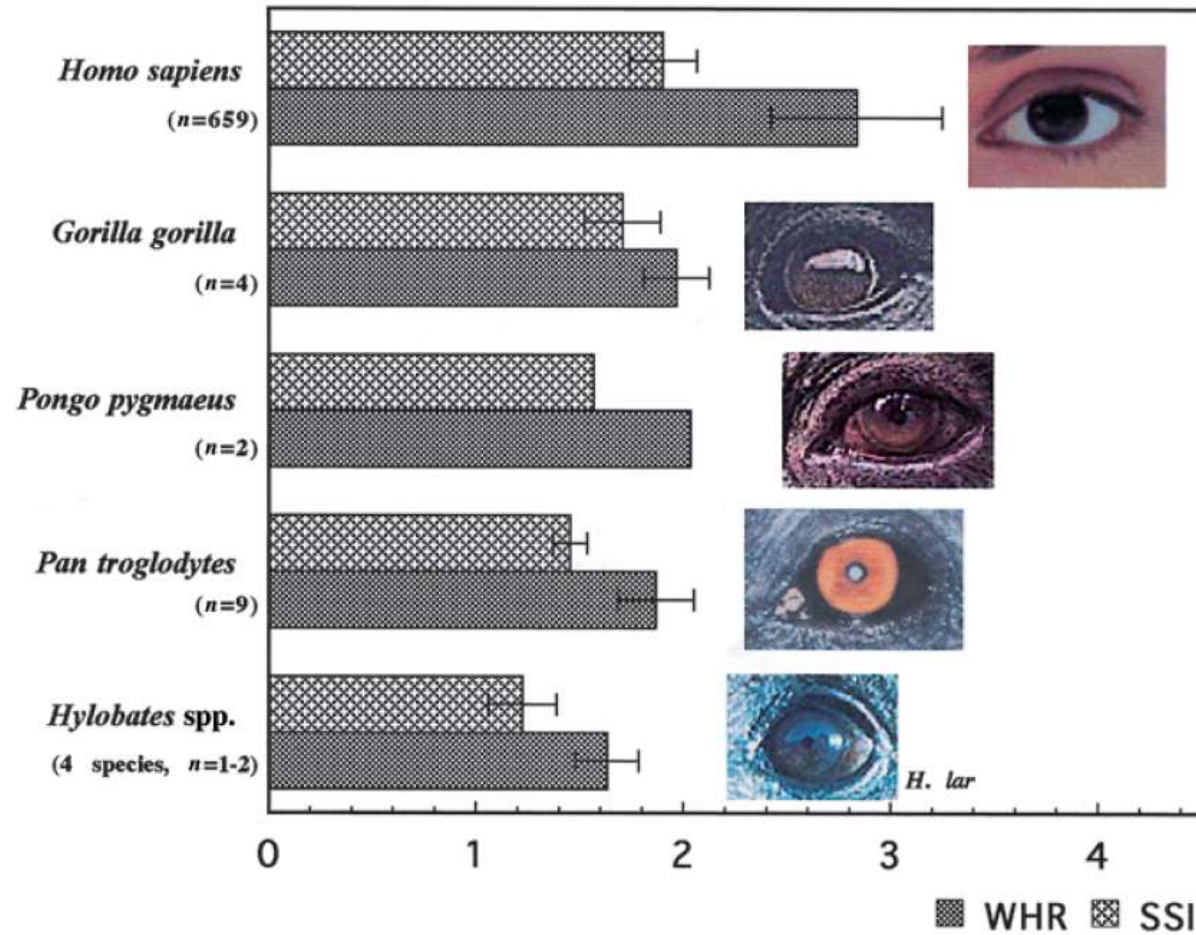 Homo sapiens
(n=659)
Gorilla gorilla
(n=4)
Pongo pygmaeus
(n=2)
Pan troglodytes
(n=9)
Hylobates spp.
(4 species, n=1-2)
H. lar
0 1 2 3 4
WHR SSI